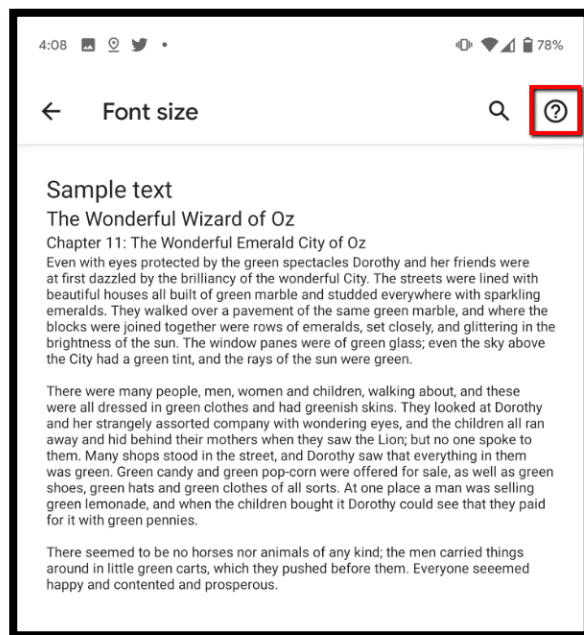 4:08 78%
Font size
Sample text
The Wonderful Wizard of Oz
Chapter 11: The Wonderful Emerald City of Oz
Even with eyes protected by the green spectacles Dorothy and her friends were
at first dazzled by the brilliancy of the wonderful City. The streets were lined with
beautiful houses all built of green marble and studded everywhere with sparkling
emeralds. They walked over a pavement of the same green marble, and where the
blocks were joined together were rows of emeralds, set closely, and glittering in the
brightness of the sun. The window panes were of green glass; even the sky above
the City had a green tint, and the rays of the sun were green.
There were many people, men, women and children, walking about, and these
were all dressed in green clothes and had greenish skins. They looked at Dorothy
and her strangely assorted company with wondering eyes, and the children all ran
away and hid behind their mothers when they saw the Lion; but no one spoke to
them. Many shops stood in the street, and Dorothy saw that everything in them
was green. Green candy and green pop-corn were offered for sale, as well as green
shoes, green hats and green clothes of all sorts. At one place a man was selling
green lemonade, and when the children bought it Dorothy could see that they paid
for it with green pennies.
There seemed to be no horses nor animals of any kind; the men carried things
around in little green carts, which they pushed before them. Everyone seeemed
happy and contented and prosperous.